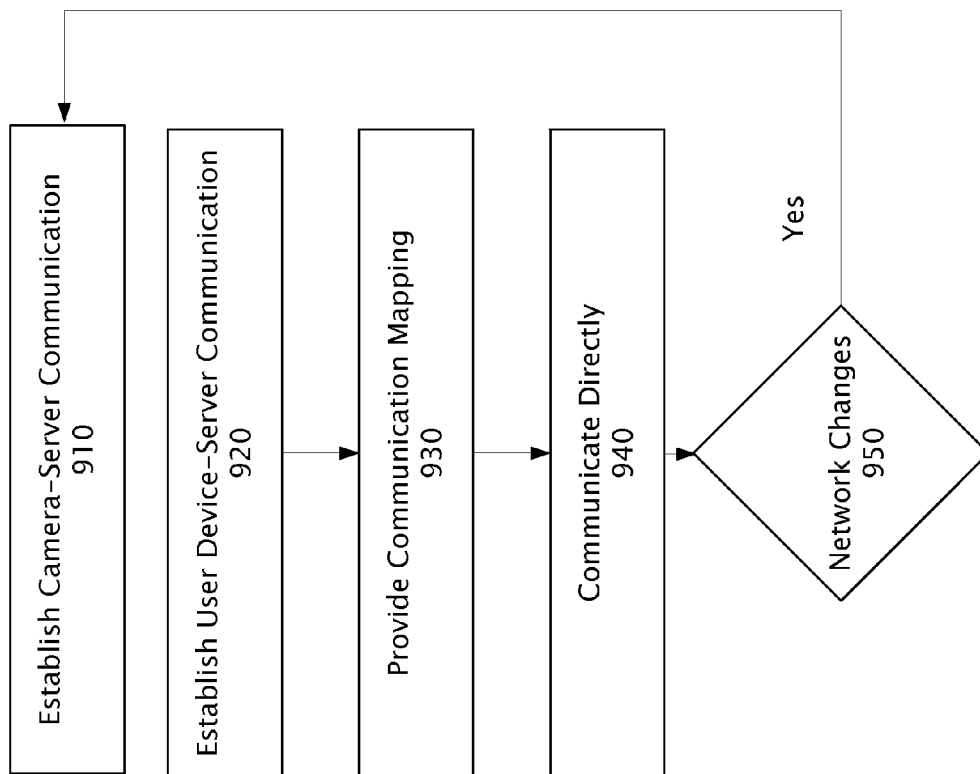 Establish Camera-Server Communication
910
Establish User Device-Server Communication
920
Provide Communication Mapping
930
Communicate Directly
940
Yes
Network Changes
950